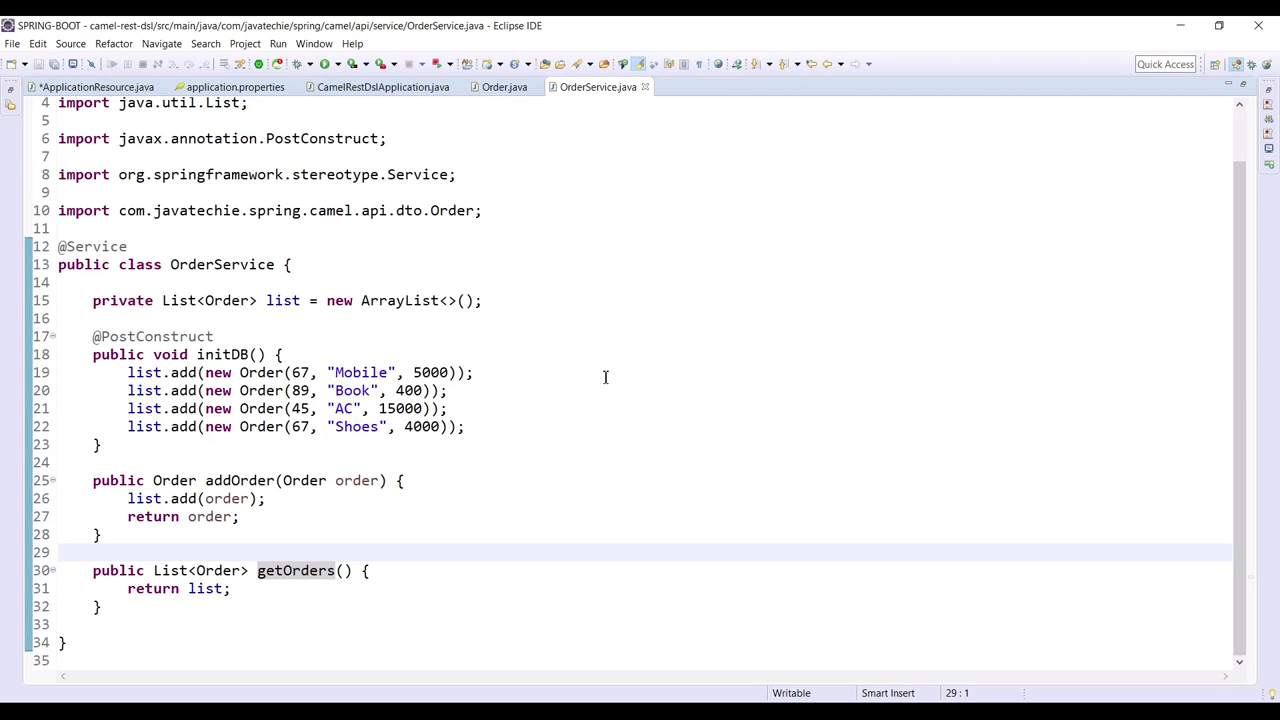 SPRING-BOOT - camel-rest-dsl/src/main/java/com/javatechie/spring/camel/api/service/OrderService.java - Eclipse IDE
File Edit Source Refactor Navigate Search Project Run Window Help
Quick Access
*ApplicationResource.java application.properties CamelRestDslApplication.java Order.java OrderService.java
4 import java.util.List;
5
6 import javax.annotation.PostConstruct;
7
8 import org.springframework.stereotype.Service;
9
10 import com.javatechie.spring.camel.api.dto.Order;
11
12 @Service
13 public class OrderService {
14
15 private List<Order> list = new ArrayList<>();
16
17 @PostConstruct
18 public void initDB() {
19 list.add(new Order(67, "Mobile", 5000));
20 list.add(new Order(89, "Book", 400));
21 list.add(new Order(45, "AC", 15000));
22 list.add(new Order(67, "Shoes", 4000));
23 }
24
25 public Order addOrder(Order order) {
26 list.add(order);
27 return order;
28 }
29
30 public List<Order> getOrders() {
31 return list;
32 }
33
34 }
35
Writable Smart Insert 29 : 1